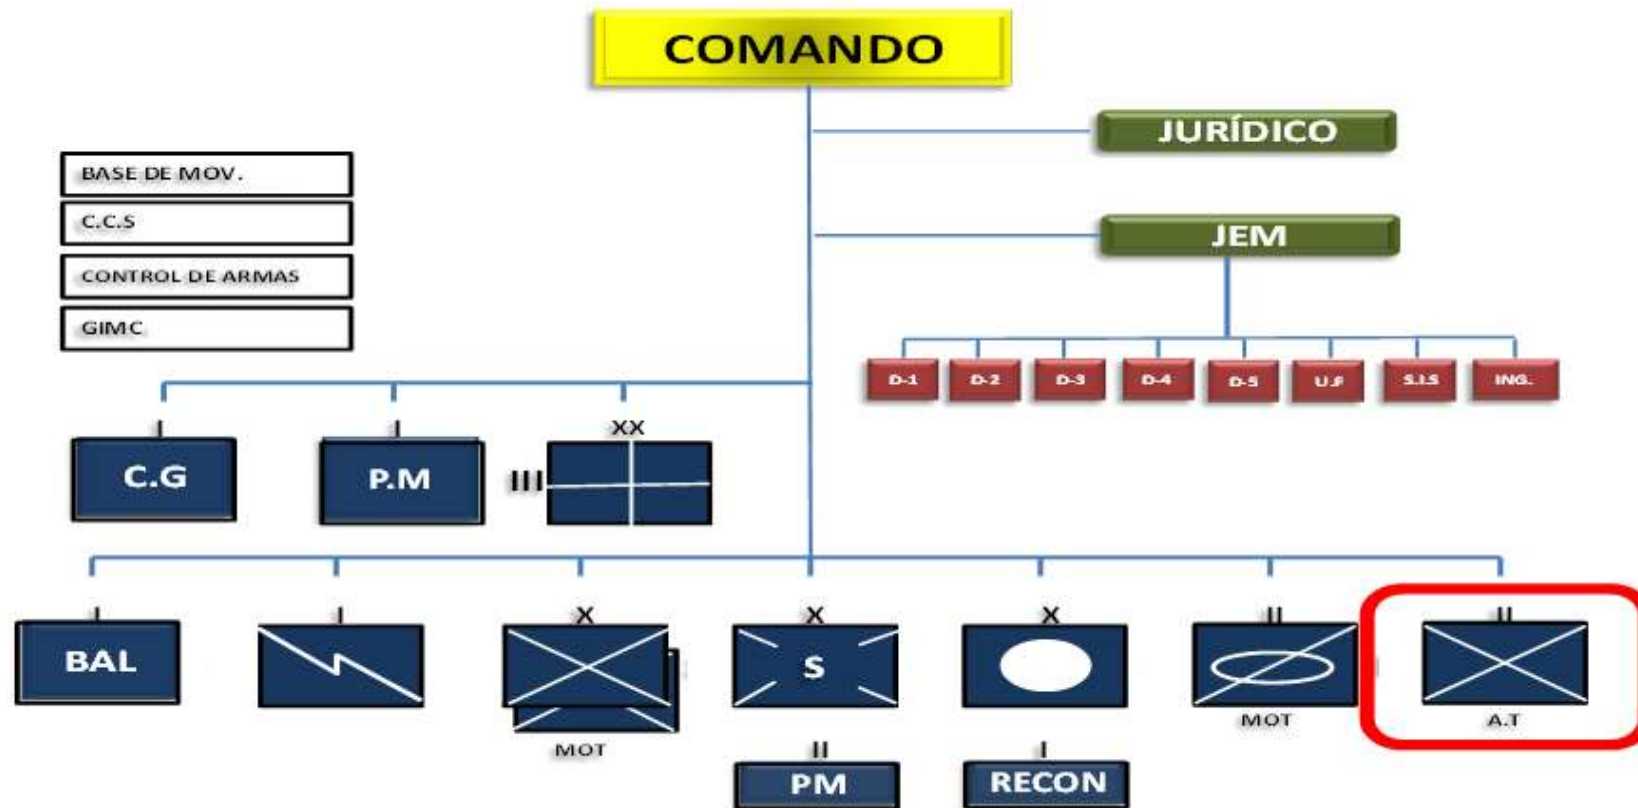 COMANDO
JURÍDICO
BASE DE MOV.
C.C.S
CONTROL DE ARMAS
GIMC
JEM
D-1 D-2 D-3 D-4 D-5 U.F S.I.S ING.
I I XX
C.G P.M III
I I X X X II II
BAL S
MOT MOT A.T
II I
PM RECON